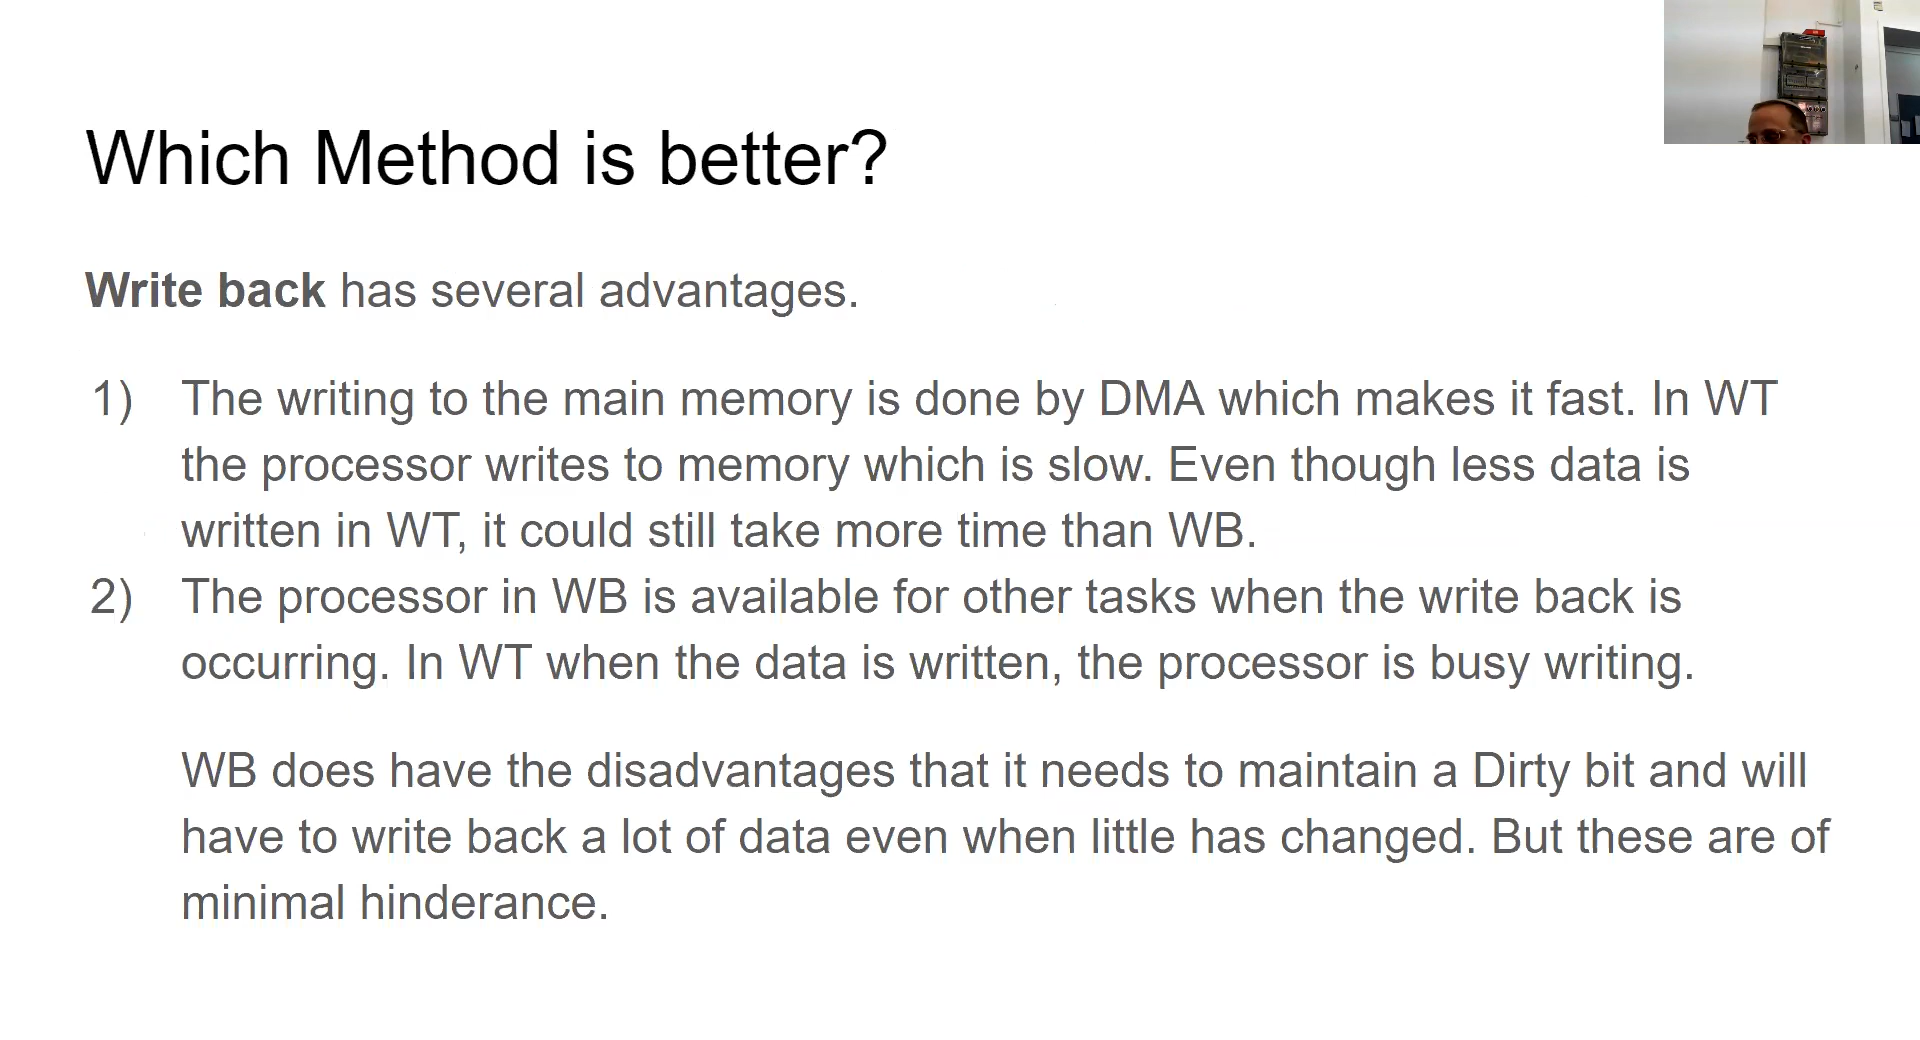 Which Method is better?
Write back has several advantages.
1) The writing to the main memory is done by DMA which makes it fast. In WT
the processor writes to memory which is slow. Even though less data is
written in WT, it could still take more time than WB.
2) The processor in WB is available for other tasks when the write back is
occurring. In WT when the data is written, the processor is busy writing.
WB does have the disadvantages that it needs to maintain a Dirty bit and will
have to write back a lot of data even when little has changed. But these are of
minimal hinderance.